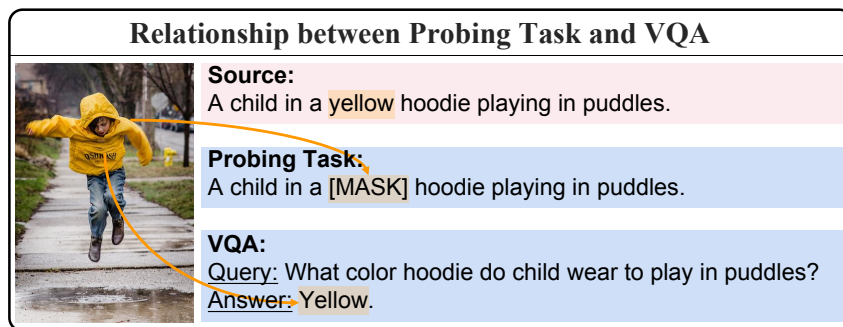 Relationship between Probing Task and VQA
Source:
A child in a yellow hoodie playing in puddles.
Probing Task:
A child in a [MASK] hoodie playing in puddles.
VQA:
Query: What color hoodie do child wear to play in puddles?
Answer: Yellow.